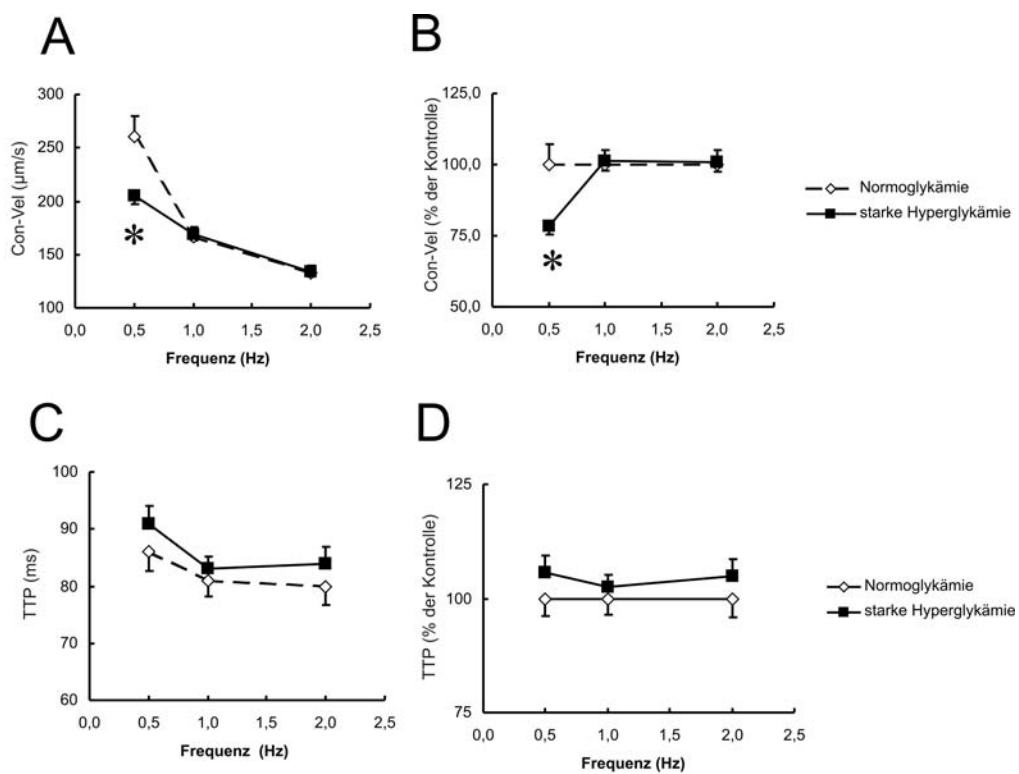 A
300
250
200
150
100
Con-Vel (µm/s)
*
0,0 0,5 1,0 1,5 2,0 2,5
Frequenz (Hz)
B
125,0
100,0
75,0
50,0
Con-Vel (% der Kontrolle)
*
0,0 0,5 1,0 1,5 2,0 2,5
Frequenz (Hz)
Normoglykämie
starke Hyperglykämie
C
100
90
80
70
60
TTP (ms)
0,0 0,5 1,0 1,5 2,0 2,5
Frequenz (Hz)
D
125
100
75
TTP (% der Kontrolle)
0,0 0,5 1,0 1,5 2,0 2,5
Frequenz (Hz)
Normoglykämie
starke Hyperglykämie